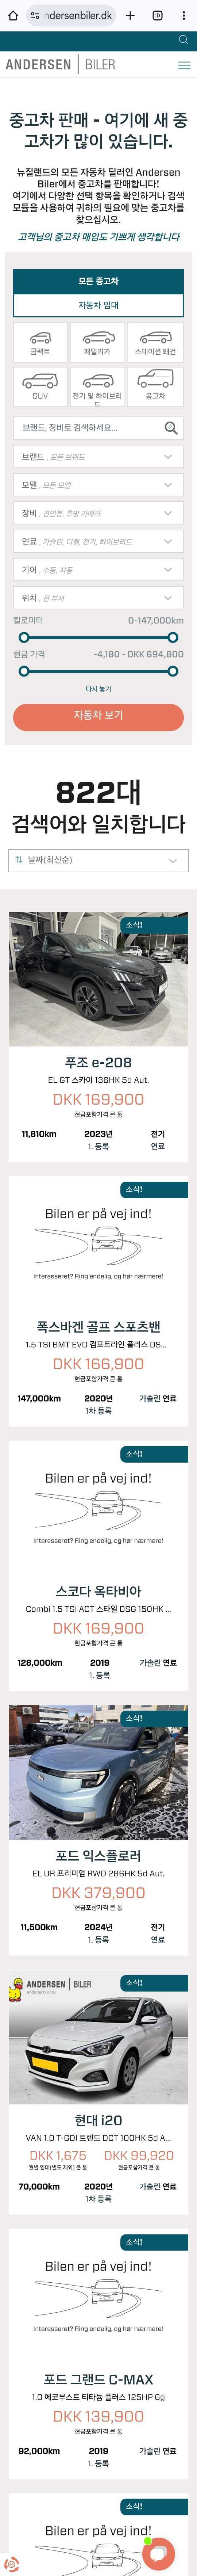 ndersenbiler.dk
:D
ANDERSEN | BILER
중고차 판매 - 여기에 새 중
고차가 많이 있습니다.
뉴질랜드의 모든 자동차 딜러인 Andersen
Biler에서 중고차를 판매합니다!
여기에서 다양한 선택 항목을 확인하거나 검색
모듈을 사용하여 귀하의 필요에 맞는 중고차를
찾으십시오.
고객님의 중고차 매입도 기쁘게 생각합니다
모든 중고차
자동차 임대
콤팩트
패밀리카
스테이션 왜건
SUV
전기 및 하이브리
드
봉고차
브랜드, 장비로 검색하세요...
브랜드 , 모든 브랜드
모델 , 모든 모델
장비 , 견인봉, 후방 카메라
연료 , 가솔린, 디젤, 전기, 하이브리드
기어 , 수동, 자동
위치 , 전 부서
킬로미터 0-147,000km
현금 가격 -4,180 - DKK 694,800
다시 놓기
자동차 보기
822대
검색어와 일치합니다
날짜(최신순)
소식!
푸조 e-208
EL GT 스카이 136HK 5d Aut.
DKK 169,900
현금포함가격 큰 통
11,810km 2023년 전기
1. 등록 연료
소식!
Bilen er på vej ind!
Interesseret? Ring endelig, og hør nærmere!
폭스바겐 골프 스포츠밴
1.5 TSI BMT EVO 컴포트라인 플러스 DS...
DKK 166,900
현금포함가격 큰 통
147,000km 2020년 가솔린 연료
1차 등록
소식!
Bilen er på vej ind!
Interesseret? Ring endelig, og hør nærmere!
스코다 옥타비아
Combi 1.5 TSI ACT 스타일 DSG 150HK ...
DKK 169,900
현금포함가격 큰 통
128,000km 2019 가솔린 연료
1. 등록
소식!
포드 익스플로러
EL UR 프리미엄 RWD 286HK 5d Aut.
DKK 379,900
현금포함가격 큰 통
11,500km 2024년 전기
1. 등록 연료
ANDERSEN | BILER
andersenbiler.dk
소식!
현대 i20
VAN 1.0 T-GDI 트렌드 DCT 100HK 5d A...
DKK 1,675 DKK 99,920
월별 임대(별도 제외) 큰 통 현금포함가격 큰 통
70,000km 2020년 가솔린 연료
1차 등록
소식!
Bilen er på vej ind!
Interesseret? Ring endelig, og hør nærmere!
포드 그랜드 C-MAX
1.0 에코부스트 티타늄 플러스 125HP 6g
DKK 139,900
현금포함가격 큰 통
92,000km 2019 가솔린 연료
1. 등록
소식!
Bilen er på vej ind!